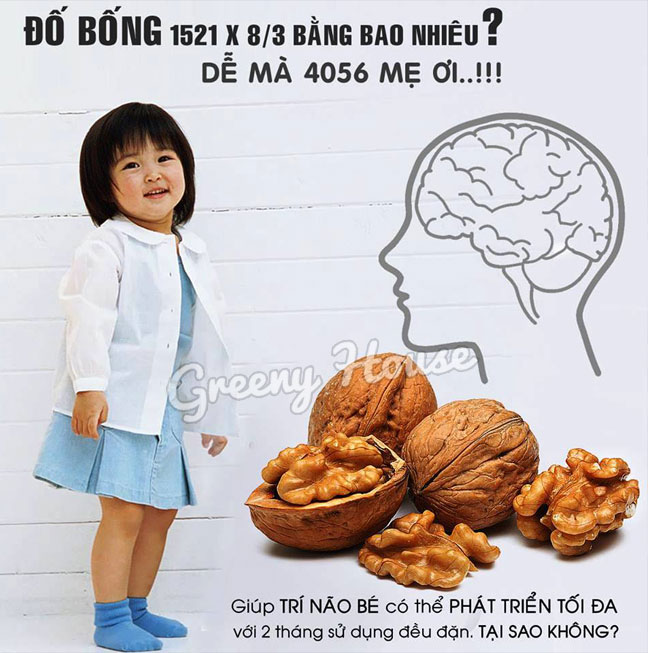 ĐỐ BỐNG 1521 X 8/3 BẰNG BAO NHIÊU?
DỄ MÀ 4056 MẸ ƠI..!!!
Greeny House
Giúp TRÍ NÃO BÉ có thể PHÁT TRIỂN TỐI ĐA
với 2 tháng sử dụng đều đặn. TẠI SAO KHÔNG?